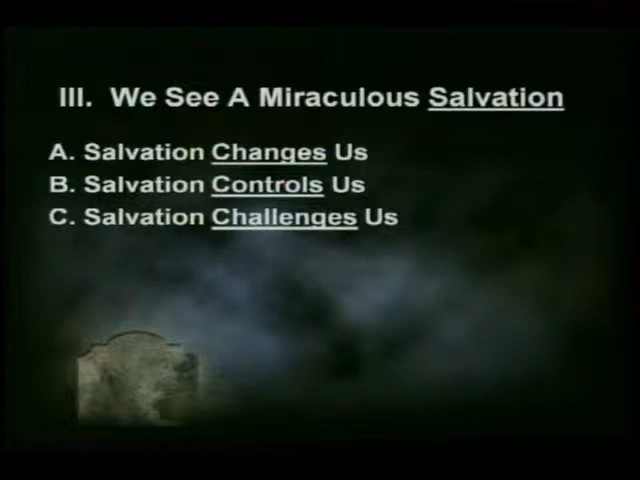 III. We See A Miraculous Salvation
A. Salvation Changes Us
B. Salvation Controls Us
C. Salvation Challenges Us